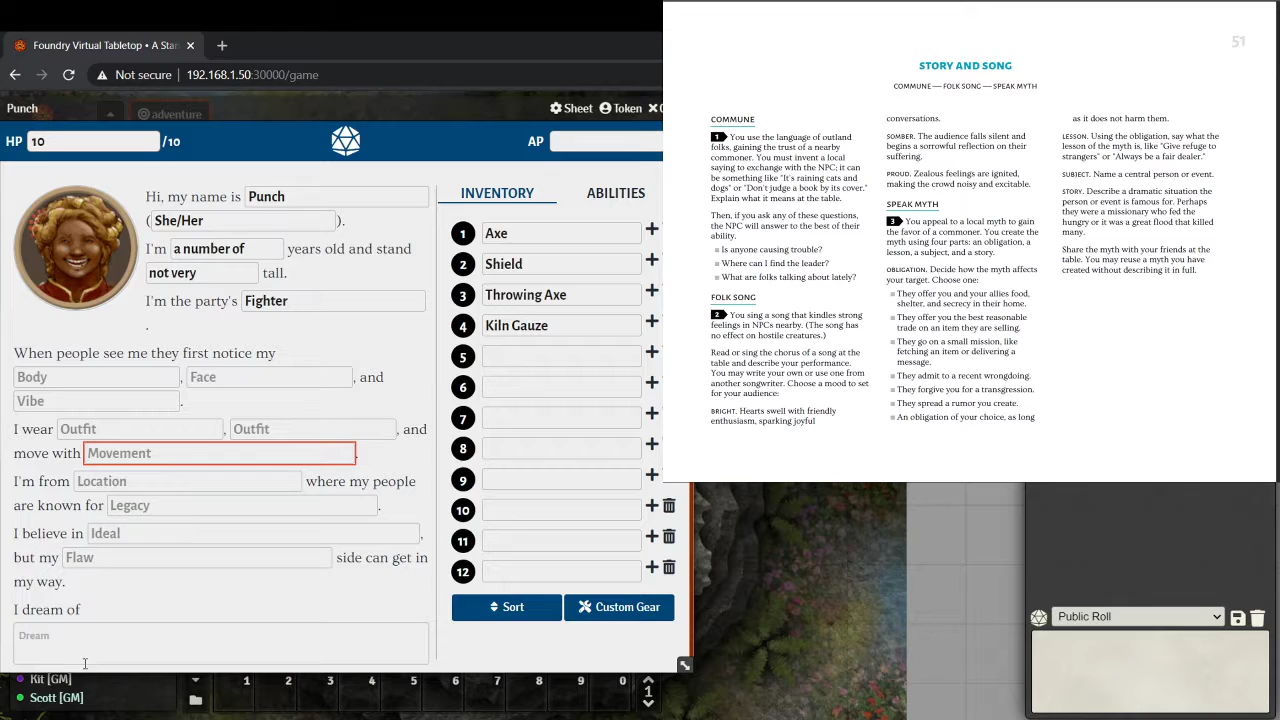 Foundry Virtual Tabletop • A Stan
192.168
adventure
HP 10 /10
AP
Hi, my name is Punch
She/Her
a number
years old and
not very
tall.
I'm the party's Fighter
.
When people see me, they first notice my
Body , Face , and
Vibe .
I wear Outfit , Outfit , and
move with Movement .
I'm from Location where my people
are known for Legacy .
I believe in Ideal ,
but my Flaw side can get in
my way.
I dream of
Dream
INVENTORY
1 Axe
2 Shield
3 Throwing Axe
4 Kiln Gauze
5
6
7
8
9
10
11
12
Sort
Custom Gear
Kit [GM]
1 2 3 4 5 6 7 8 9 0
1
51
STORY AND SONG
COMMUNE — FOLK SONG — SPEAK MYTH
COMMUNE
1 You use the language of outland
folks, gaining the trust of a nearby
commoner. You must invent a local
saying to exchange with the NPC; it can
be something like "It's raining cats and
dogs" or "Don't judge a book by its cover."
Explain what it means at the table.
Then, if you ask any of these questions,
the NPC will answer to the best of their
ability.
Is anyone causing trouble?
Where can I find the leader?
What are folks talking about lately?
FOLK SONG
2 You sing a song that kindles strong
feelings in NPCs nearby. (The song has
no effect on hostile creatures.)
Read or sing the chorus of a song at the
table and describe your performance.
You may write your own or use one from
another songwriter. Choose a mood to set
for your audience:
BRIGHT. Hearts swell with friendly
enthusiasm, sparking joyful
conversations.
SOMBER. The audience falls silent and
begins a sorrowful reflection on their
suffering.
PROUD. Zealous feelings are ignited,
making the crowd noisy and excitable.
SPEAK MYTH
3 You appeal to a local myth to gain
the favor of a commoner. You create the
myth using four parts: an obligation, a
lesson, a subject, and a story.
OBLIGATION. Decide how the myth affects
your target. Choose one:
They offer you and your allies food,
shelter, and secrecy in their home.
They offer you the best reasonable
trade on an item they are selling.
They go on a small mission, like
fetching an item or delivering a
message.
They admit to a recent wrongdoing.
They forgive you for a transgression.
They spread a rumor you create.
An obligation of your choice, as long
as it does not harm them.
LESSON. Using the obligation, say what the
lesson of the myth is, like "Give refuge to
strangers" or "Always be a fair dealer."
SUBJECT. Name a central person or event.
STORY. Describe a dramatic situation the
person or event is famous for. Perhaps
they were a missionary who fed the
hungry or it was a great flood that killed
many.
Share the myth with your friends at the
table. You may reuse a myth you have
created without describing it in full.
Public Roll